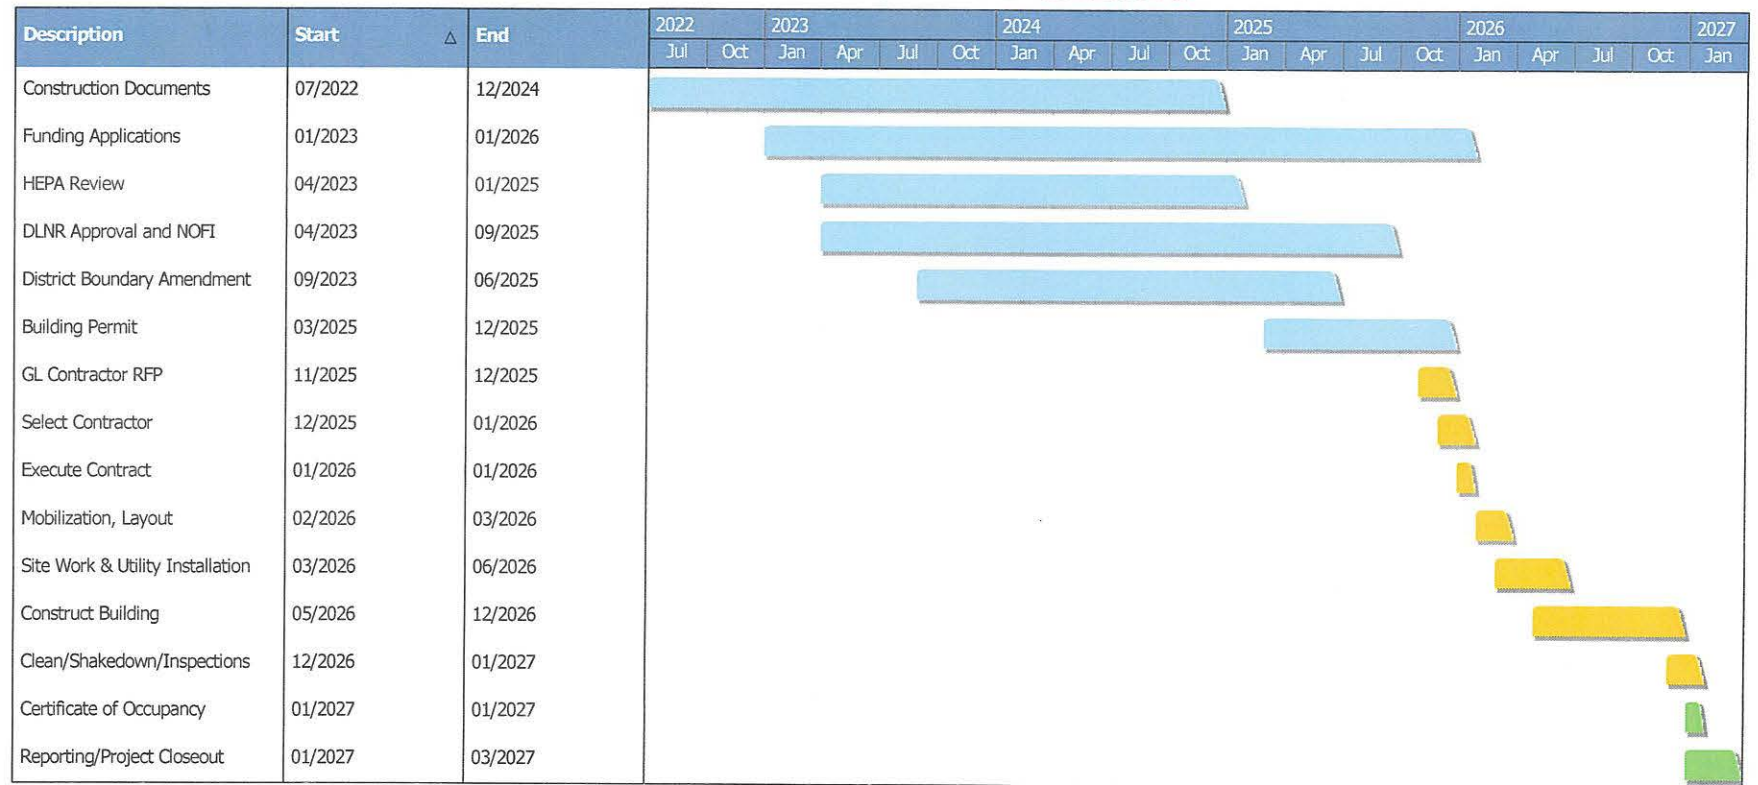 Description Start △ End 2022 2023 2024 2025 2026 2027
Jul Oct Jan Apr Jul Oct Jan Apr Jul Oct Jan Apr Jul Oct Jan Apr Jul Oct Jan
Construction Documents 07/2022 12/2024
Funding Applications 01/2023 01/2026
HEPA Review 04/2023 01/2025
DLNR Approval and NOFI 04/2023 09/2025
District Boundary Amendment 09/2023 06/2025
Building Permit 03/2025 12/2025
GL Contractor RFP 11/2025 12/2025
Select Contractor 12/2025 01/2026
Execute Contract 01/2026 01/2026
Mobilization, Layout 02/2026 03/2026
Site Work & Utility Installation 03/2026 06/2026
Construct Building 05/2026 12/2026
Clean/Shakedown/Inspections 12/2026 01/2027
Certificate of Occupancy 01/2027 01/2027
Reporting/Project Closeout 01/2027 03/2027